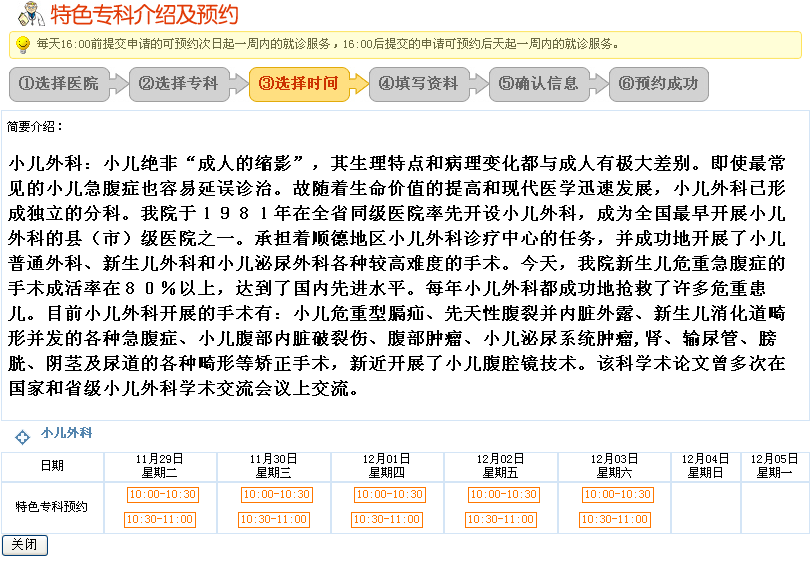 特色专科介绍及预约
每天16:00前提交申请的可预约次日起一周内的就诊服务，16:00后提交的申请可预约后天起一周内的就诊服务。
①选择医院 ②选择专科 ③选择时间 ④填写资料 ⑤确认信息 ⑥预约成功
简要介绍：
小儿外科：小儿绝非“成人的缩影”，其生理特点和病理变化都与成人有极大差别。即使最常
见的小儿急腹症也容易延误诊治。故随着生命价值的提高和现代医学迅速发展，小儿外科已形
成独立的分科。我院于１９８１年在全省同级医院率先开设小儿外科，成为全国最早开展小儿
外科的县（市）级医院之一。承担着顺德地区小儿外科诊疗中心的任务，并成功地开展了小儿
普通外科、新生儿外科和小儿泌尿外科各种较高难度的手术。今天，我院新生儿危重急腹症的
手术成活率在８０％以上，达到了国内先进水平。每年小儿外科都成功地抢救了许多危重患
儿。目前小儿外科开展的手术有：小儿危重型膈疝、先天性腹裂并内脏外露、新生儿消化道畸
形并发的各种急腹症、小儿腹部内脏破裂伤、腹部肿瘤、小儿泌尿系统肿瘤,肾、输尿管、膀
胱、阴茎及尿道的各种畸形等矫正手术，新近开展了小儿腹腔镜技术。该科学术论文曾多次在
国家和省级小儿外科学术交流会议上交流。
小儿外科
日期 11月29日 星期二 11月30日 星期三 12月01日 星期四 12月02日 星期五 12月03日 星期六 12月04日 星期日 12月05日 星期一
特色专科预约
10:00-10:30 10:00-10:30 10:00-10:30 10:00-10:30 10:00-10:30
10:30-11:00 10:30-11:00 10:30-11:00 10:30-11:00 10:30-11:00
关闭